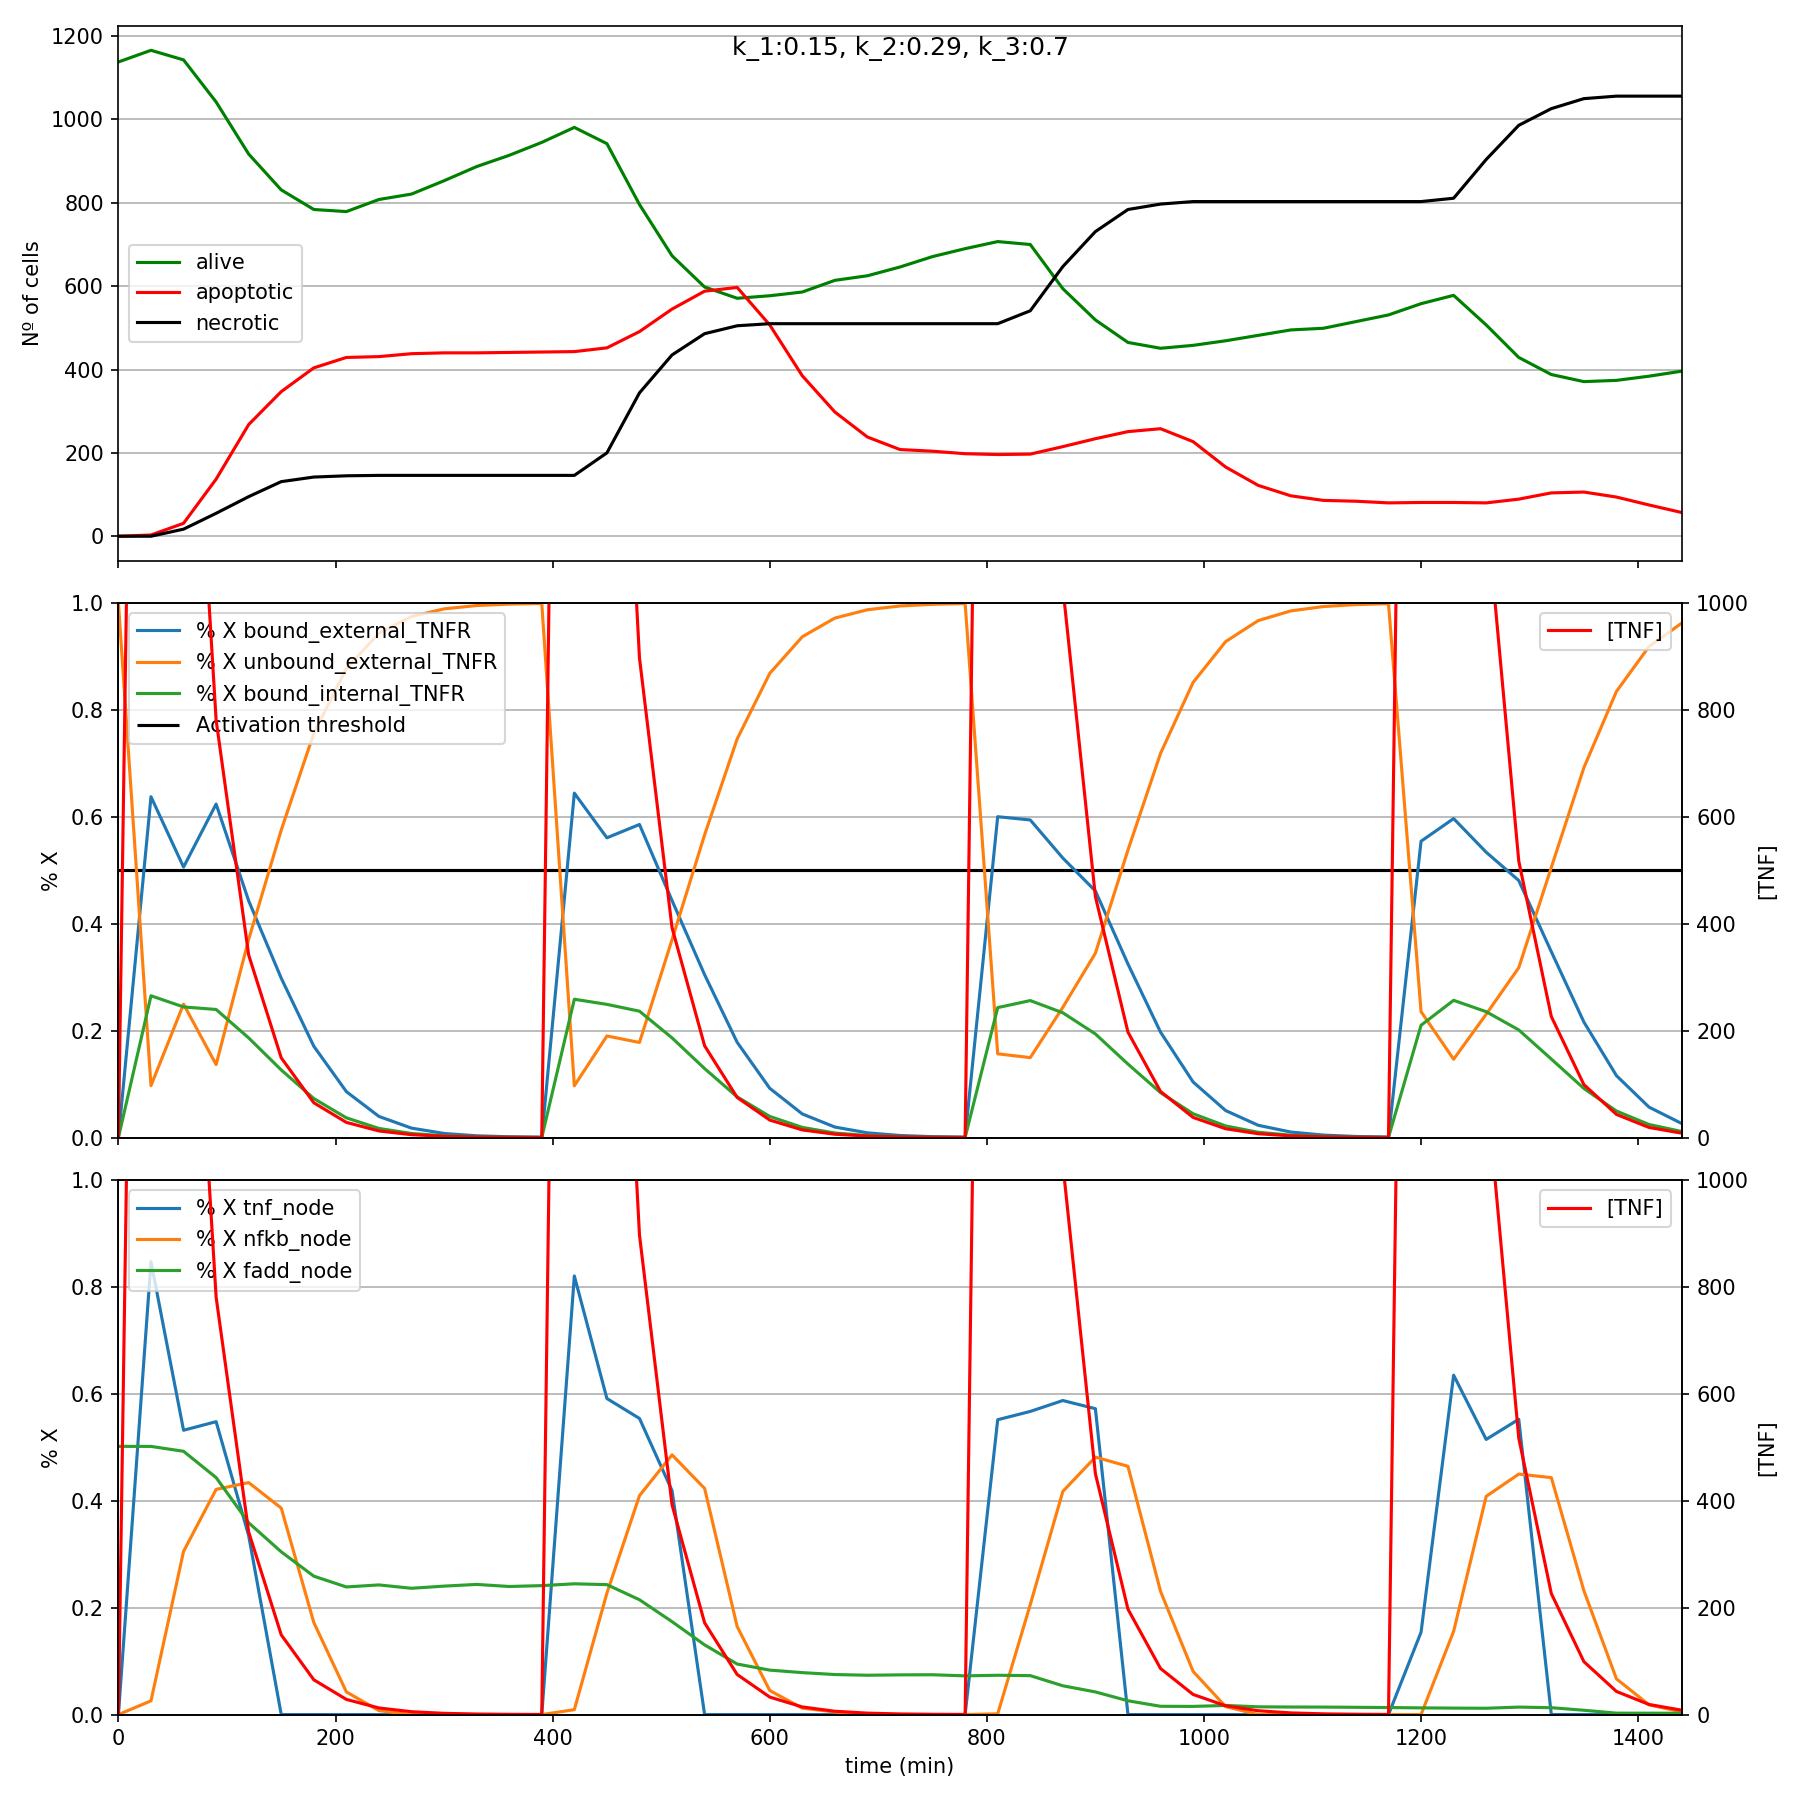 k_1:0.15, k_2:0.29, k_3:0.7
1200
1000
800
600
400
200
0
Nº of cells
alive
apoptotic
necrotic
1.0
0.8
0.6
0.4
0.2
0.0
% X
% X bound_external_TNFR
% X unbound_external_TNFR
% X bound_internal_TNFR
Activation threshold
[TNF]
1000
800
600
400
200
0
[TNF]
1.0
0.8
0.6
0.4
0.2
0.0
% X
% X tnf_node
% X nfkb_node
% X fadd_node
[TNF]
1000
800
600
400
200
0
[TNF]
0 200 400 600 800 1000 1200 1400
time (min)